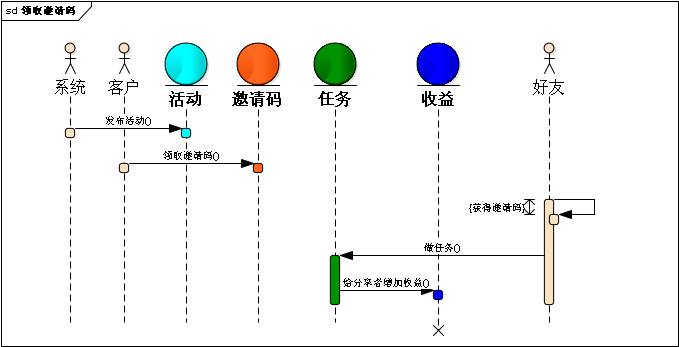 sd 领取邀请码
系统 客户 活动 邀请码 任务 收益 好友
发布活动()
领取邀请码()
{获得邀请码}
做任务()
给分享者增加收益()